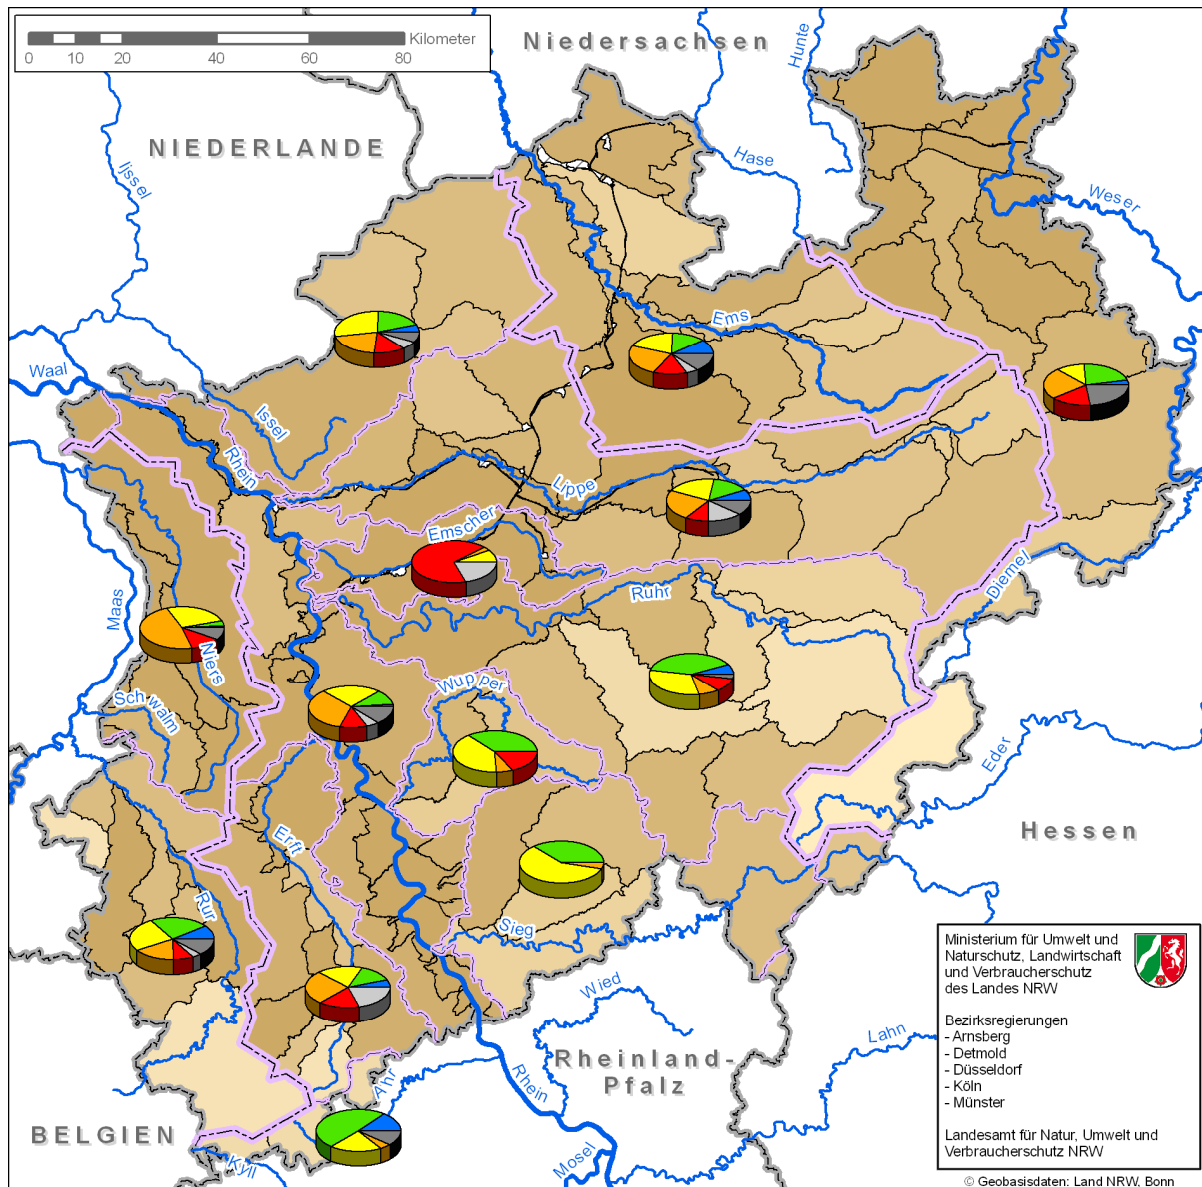 Kilometer
0 10 20 40 60 80
Niedersachsen
Hunte
NIEDERLANDE
Ijssel
Hase
Weser
Ems
Waal
Issel
Rhein
Lippe
Emscher
Ruhr
Diemel
Maas
Niers
Schwalm
Wupper
Eder
Hessen
Erft
Rur
Sieg
Wied
Lahn
Rheinland-
Pfalz
Rhein
Ahr
BELGIEN
Kyll
Mosel
Ministerium für Umwelt und
Naturschutz, Landwirtschaft
und Verbraucherschutz
des Landes NRW
Bezirksregierungen
- Arnsberg
- Detmold
- Düsseldorf
- Köln
- Münster
Landesamt für Natur, Umwelt und
Verbraucherschutz NRW
© Geobasisdaten: Land NRW, Bonn